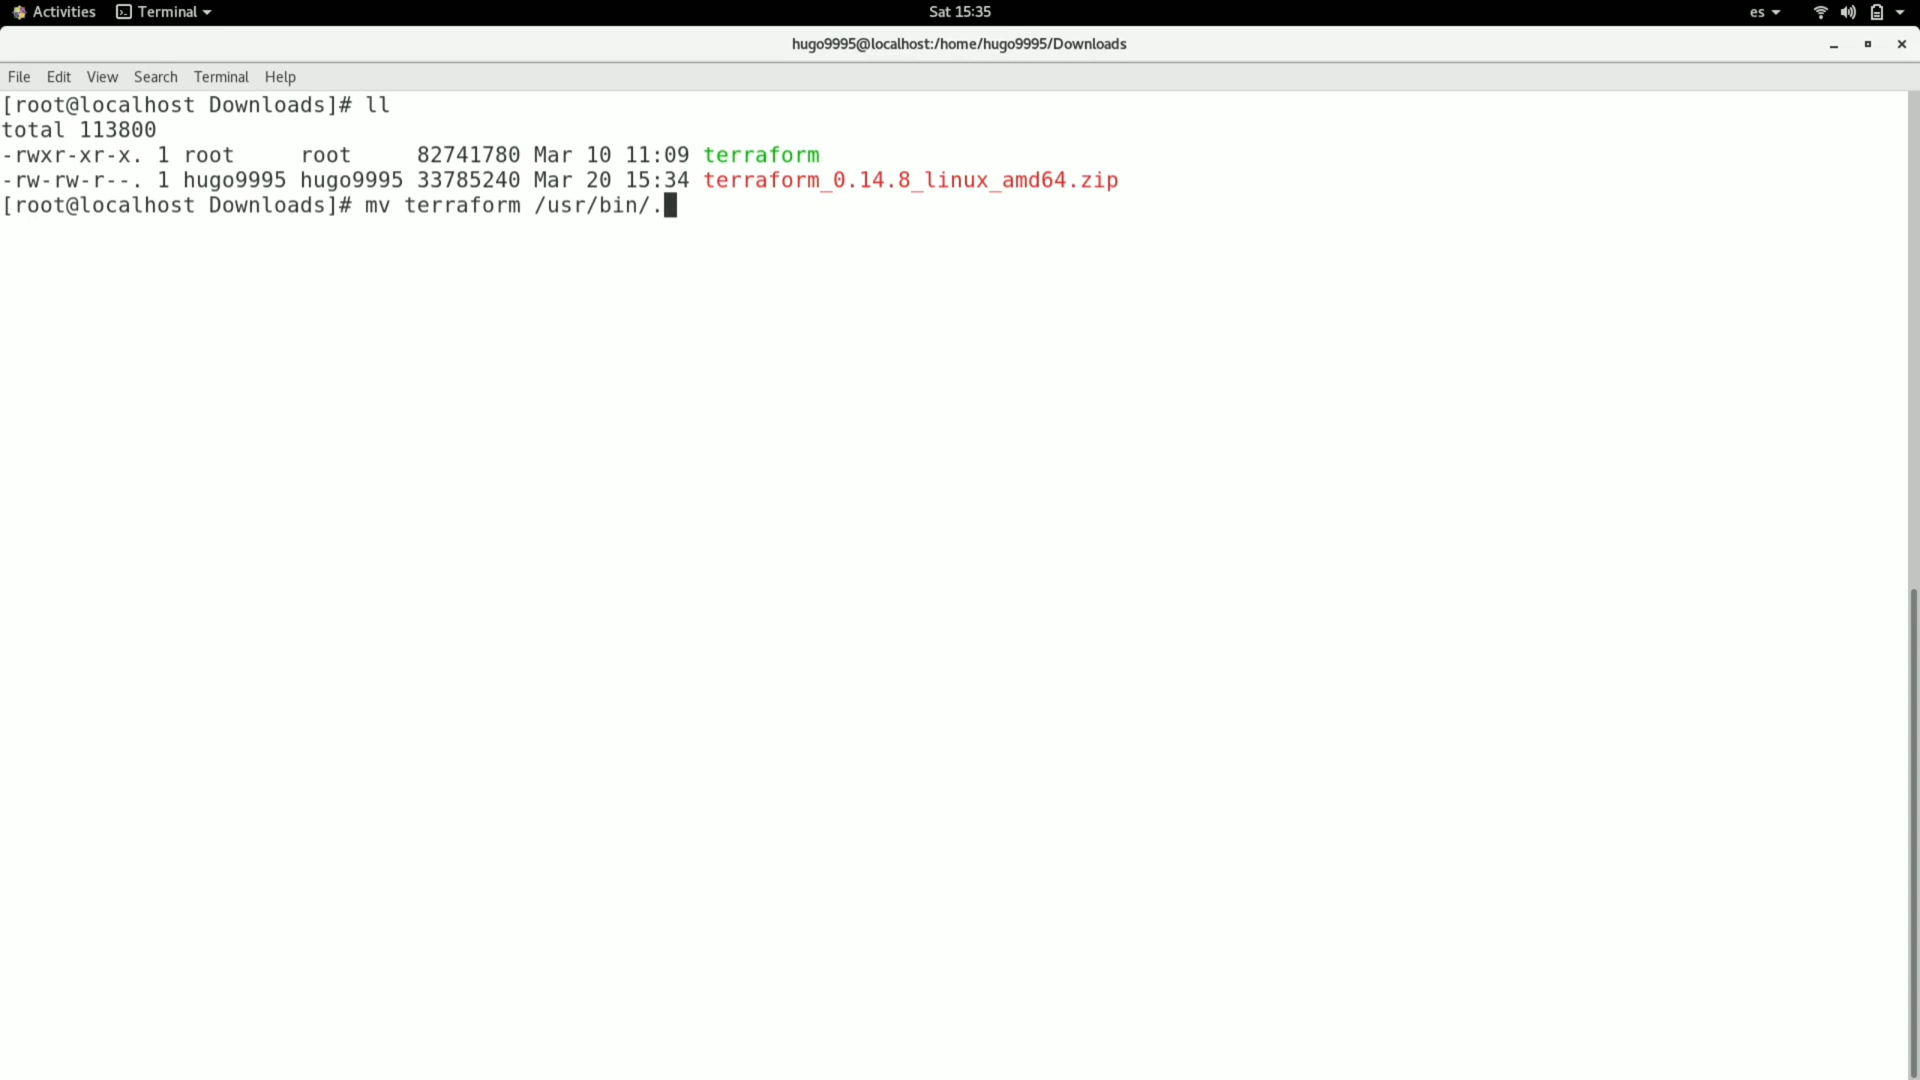 Activities Terminal Sat 15:35 es
hugo9995@localhost:/home/hugo9995/Downloads
File Edit View Search Terminal Help
[root@localhost Downloads]# ll
total 113800
-rwxr-xr-x. 1 root     root     82741780 Mar 10 11:09 terraform
-rw-rw-r--. 1 hugo9995 hugo9995 33785240 Mar 20 15:34 terraform_0.14.8_linux_amd64.zip
[root@localhost Downloads]# mv terraform /usr/bin/.